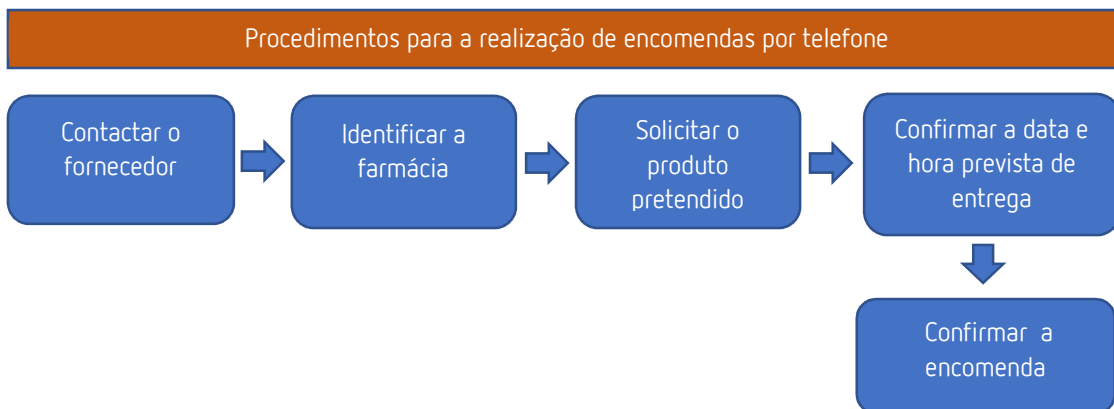 Procedimentos para a realização de encomendas por telefone
Contactar o
fornecedor
Identificar a
farmácia
Solicitar o
produto
pretendido
Confirmar a data e
hora prevista de
entrega
Confirmar a
encomenda